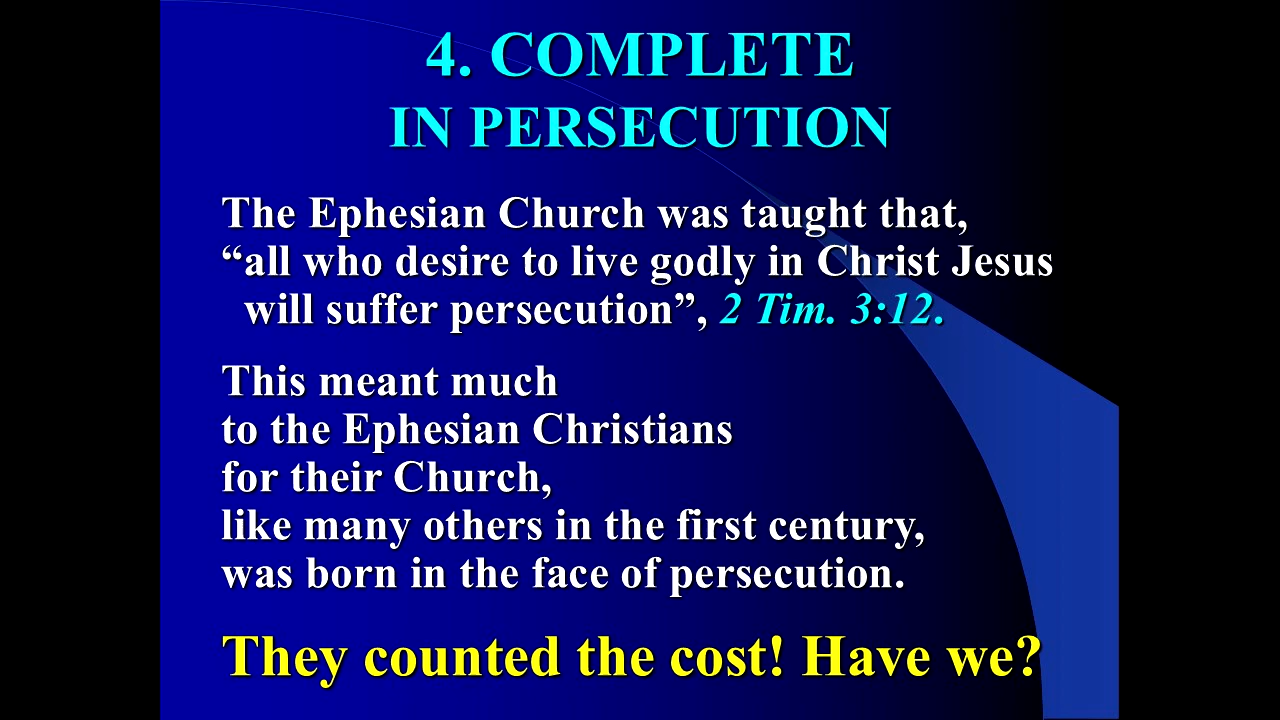 4. COMPLETE
IN PERSECUTION
The Ephesian Church was taught that,
“all who desire to live godly in Christ Jesus
will suffer persecution”, 2 Tim. 3:12.
This meant much
to the Ephesian Christians
for their Church,
like many others in the first century,
was born in the face of persecution.
They counted the cost! Have we?